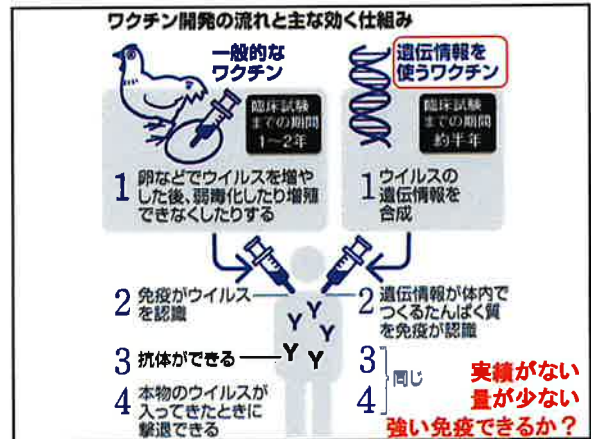 ワクチン開発の流れと主な効く仕組み
一般的な
ワクチン
臨床試験
までの期間
1〜2年
1 卵などでウイルスを増や
した後、弱毒化したり増殖
できなくしたりする
遺伝情報を
使うワクチン
臨床試験
までの期間
約半年
1 ウイルスの
遺伝情報を
合成
2 免疫がウイルス
を認識
3 抗体ができる
4 本物のウイルスが
入ってきたときに
撃退できる
2 遺伝情報が体内で
つくるたんぱく質
を免疫が認識
3
4
同じ
実績がない
量が少ない
強い免疫できるか？